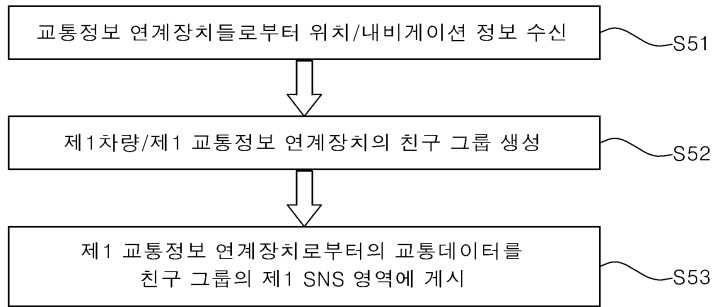 교통정보 연계장치들로부터 위치/내비게이션 정보 수신
S51
제1차량/제1 교통정보 연계장치의 친구 그룹 생성
S52
제1 교통정보 연계장치로부터의 교통데이터를
친구 그룹의 제1 SNS 영역에 게시
S53